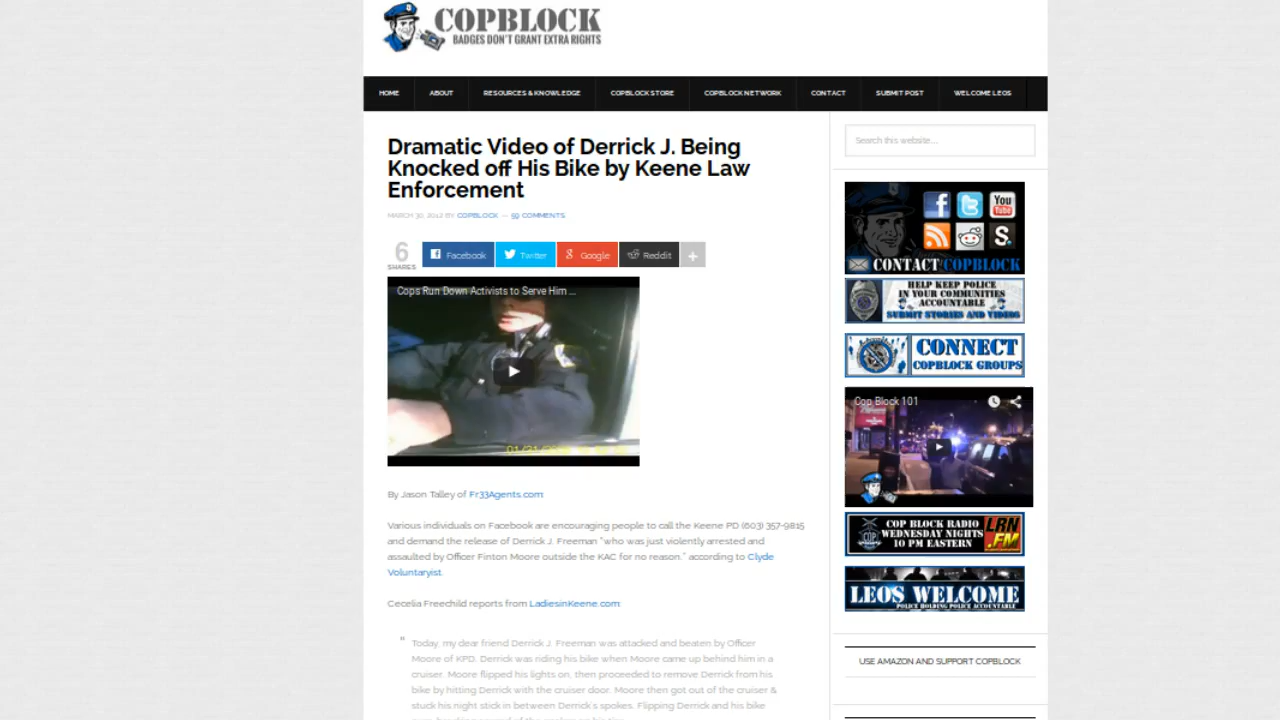 COPBLOCK
BADGES DON'T GRANT EXTRA RIGHTS
HOME
ABOUT
RESOURCES & KNOWLEDGE
COPBLOCK STORE
COPBLOCK NETWORK
CONTACT
SUBMIT POST
WELCOME LEOS
Dramatic Video of Derrick J. Being
Knocked off His Bike by Keene Law
Enforcement
MARCH 30, 2012 BY COPBLOCK — 59 COMMENTS
6
SHARES
Facebook
Twitter
Google
Reddit
Cops Run Down Activists to Serve Him ...
By Jason Talley of Fr33Agents.com
Various individuals on Facebook are encouraging people to call the Keene PD (603) 357-9815
and demand the release of Derrick J. Freeman "who was just violently arrested and
assaulted by Officer Finton Moore outside the KAC for no reason." according to Clyde
Voluntaryist.
Cecelia Freechild reports from LadiesinKeene.com:
" Today, my dear friend Derrick J. Freeman was attacked and beaten by Officer
Moore of KPD. Derrick was riding his bike when Moore came up behind him in a
cruiser. Moore flipped his lights on, then proceeded to remove Derrick from his
bike by hitting Derrick with the cruiser door. Moore then got out of the cruiser &
stuck his night stick in between Derrick's spokes. Flipping Derrick and his bike
Search this website...
You
Tube
CONTACT COPBLOCK
HELP KEEP POLICE
IN YOUR COMMUNITIES
ACCOUNTABLE
SUBMIT STORIES AND VIDEOS
CONNECT
COPBLOCK GROUPS
Cop Block 101
COP BLOCK RADIO
WEDNESDAY NIGHTS
10 PM EASTERN
LRN
.FM
LEOS WELCOME
POLICE HOLDING POLICE ACCOUNTABLE
USE AMAZON AND SUPPORT COPBLOCK